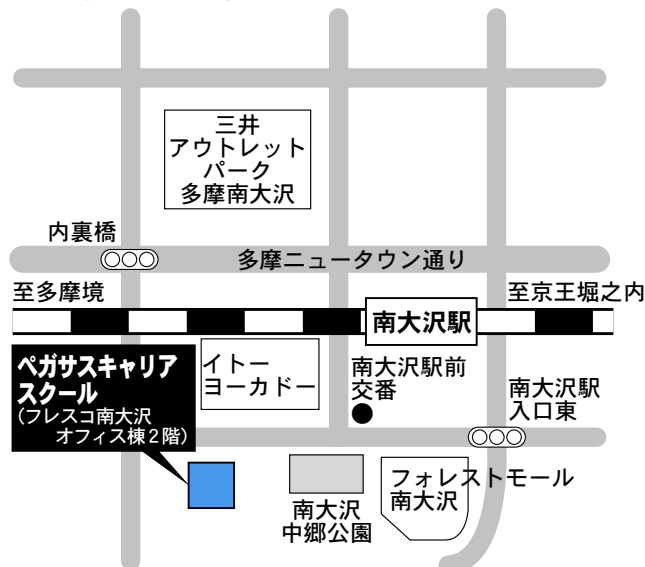 三井
アウトレット
パーク
多摩南大沢
内裏橋
多摩ニュータウン通り
至多摩境
至京王堀之内
南大沢駅
ペガサスキャリア
スクール
(フレスコ南大沢
オフィス棟2階)
イトー
ヨーカドー
南大沢駅前
交番
南大沢駅
入口東
南大沢
中郷公園
フォレストモール
南大沢